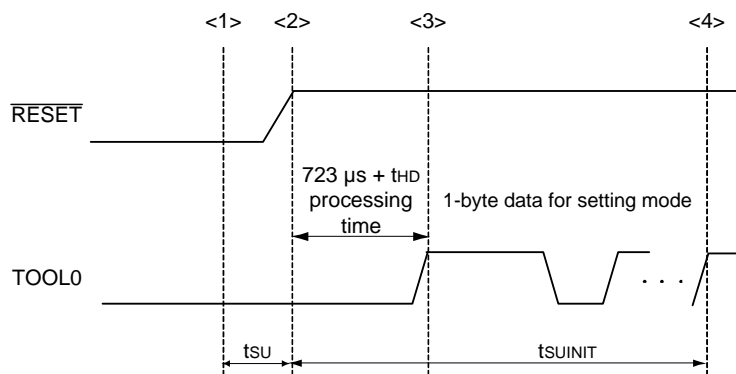 <1> <2> <3> <4>
RESET
723 µs + tHD
processing
time
1-byte data for setting mode
TOOL0
. . .
tSU
tSUINIT